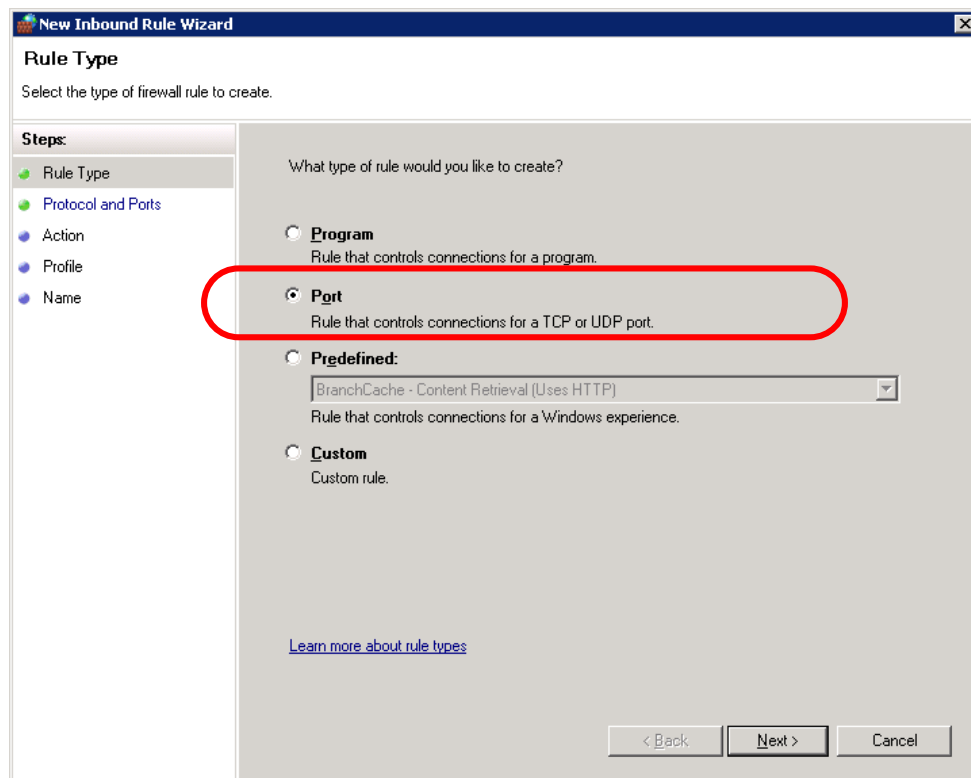 New Inbound Rule Wizard
Rule Type
Select the type of firewall rule to create.
Steps:
Rule Type
Protocol and Ports
Action
Profile
Name
What type of rule would you like to create?
Program
Rule that controls connections for a program.
Port
Rule that controls connections for a TCP or UDP port.
Predefined:
BranchCache - Content Retrieval (Uses HTTP)
Rule that controls connections for a Windows experience.
Custom
Custom rule.
Learn more about rule types
< Back
Next >
Cancel